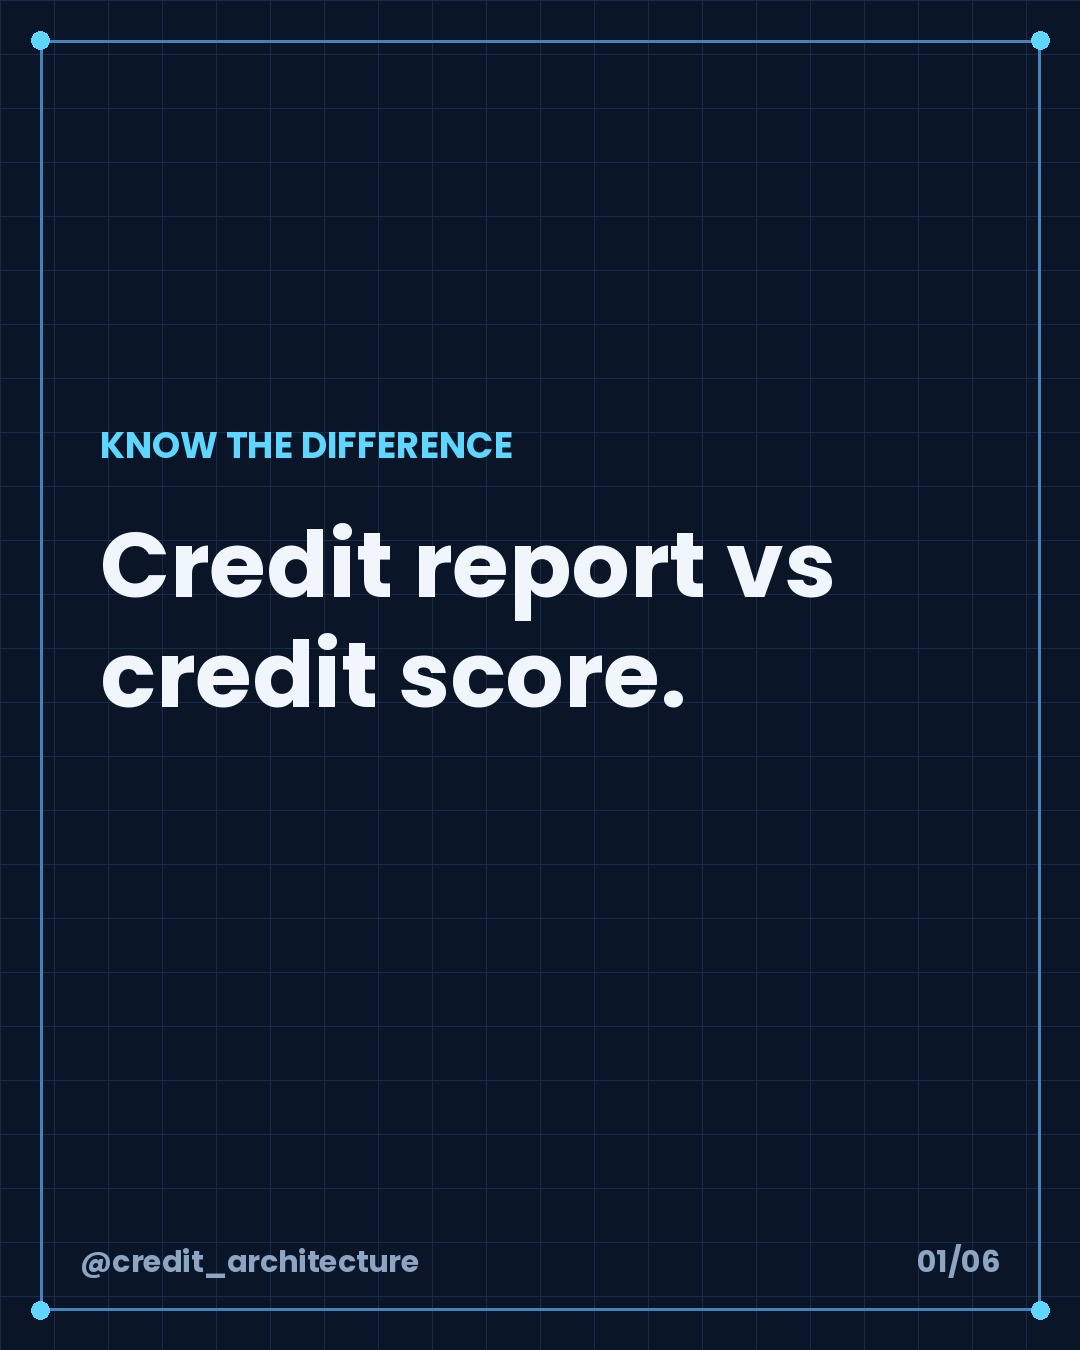 KNOW THE DIFFERENCE
Credit report vs
credit score.
@credit_architecture
01/06